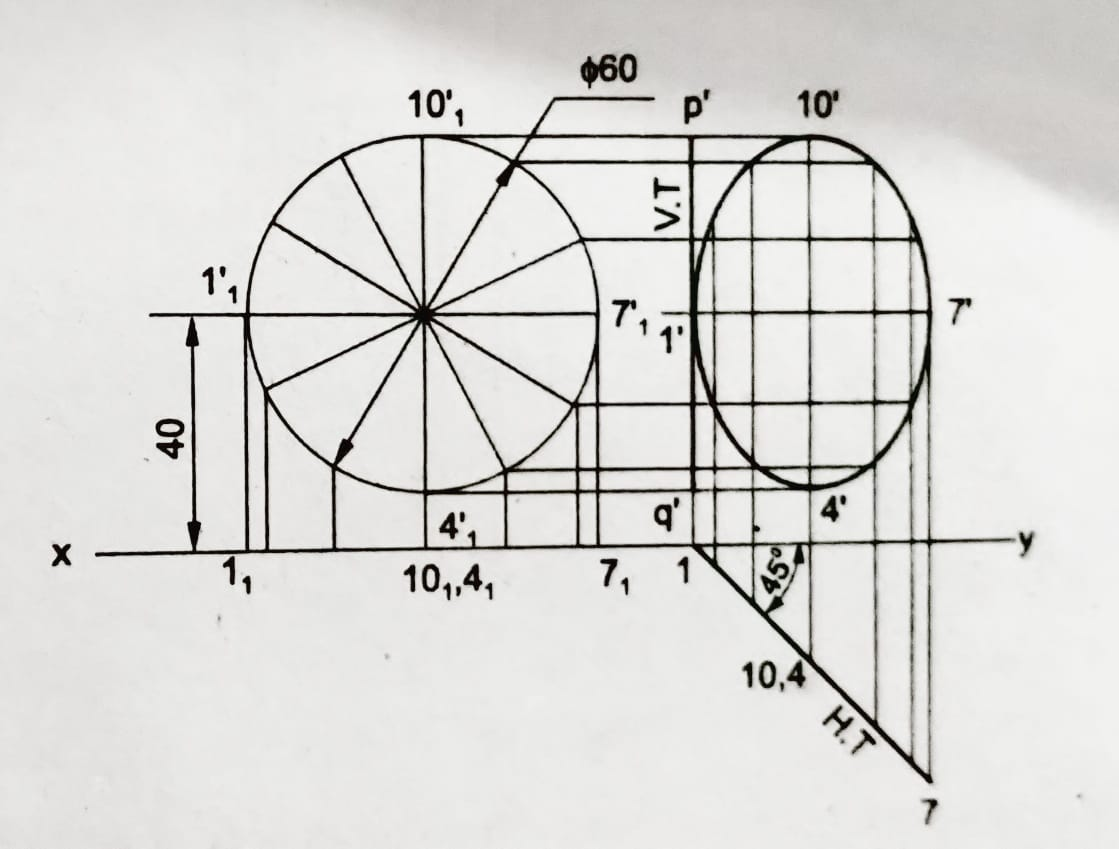 ϕ60
10'₁ p' 10'
V.T
1'₁ 7'₁ 1' 7'
40
4'₁ q' 4'
x y
1₁ 10₁,4₁ 7₁ 1 45°
10,4
H.T
7